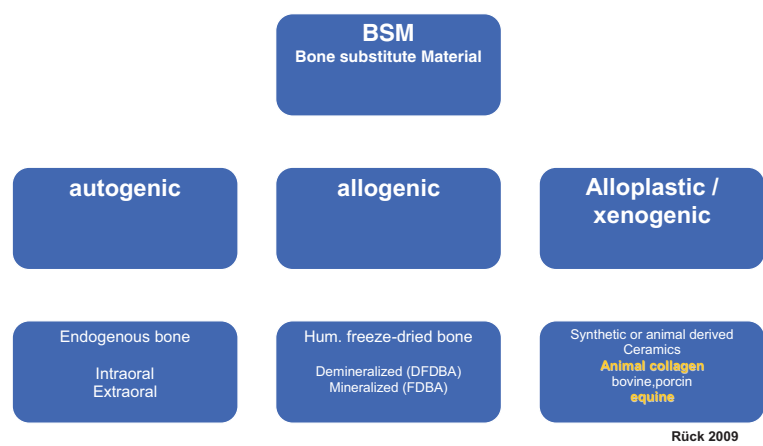 BSM
Bone substitute Material
autogenic
allogenic
Alloplastic /
xenogenic
Endogenous bone
Intraoral
Extraoral
Hum. freeze-dried bone
Demineralized (DFDBA)
Mineralized (FDBA)
Synthetic or animal derived
Ceramics
Animal collagen
bovine,porcin
equine
Rück 2009